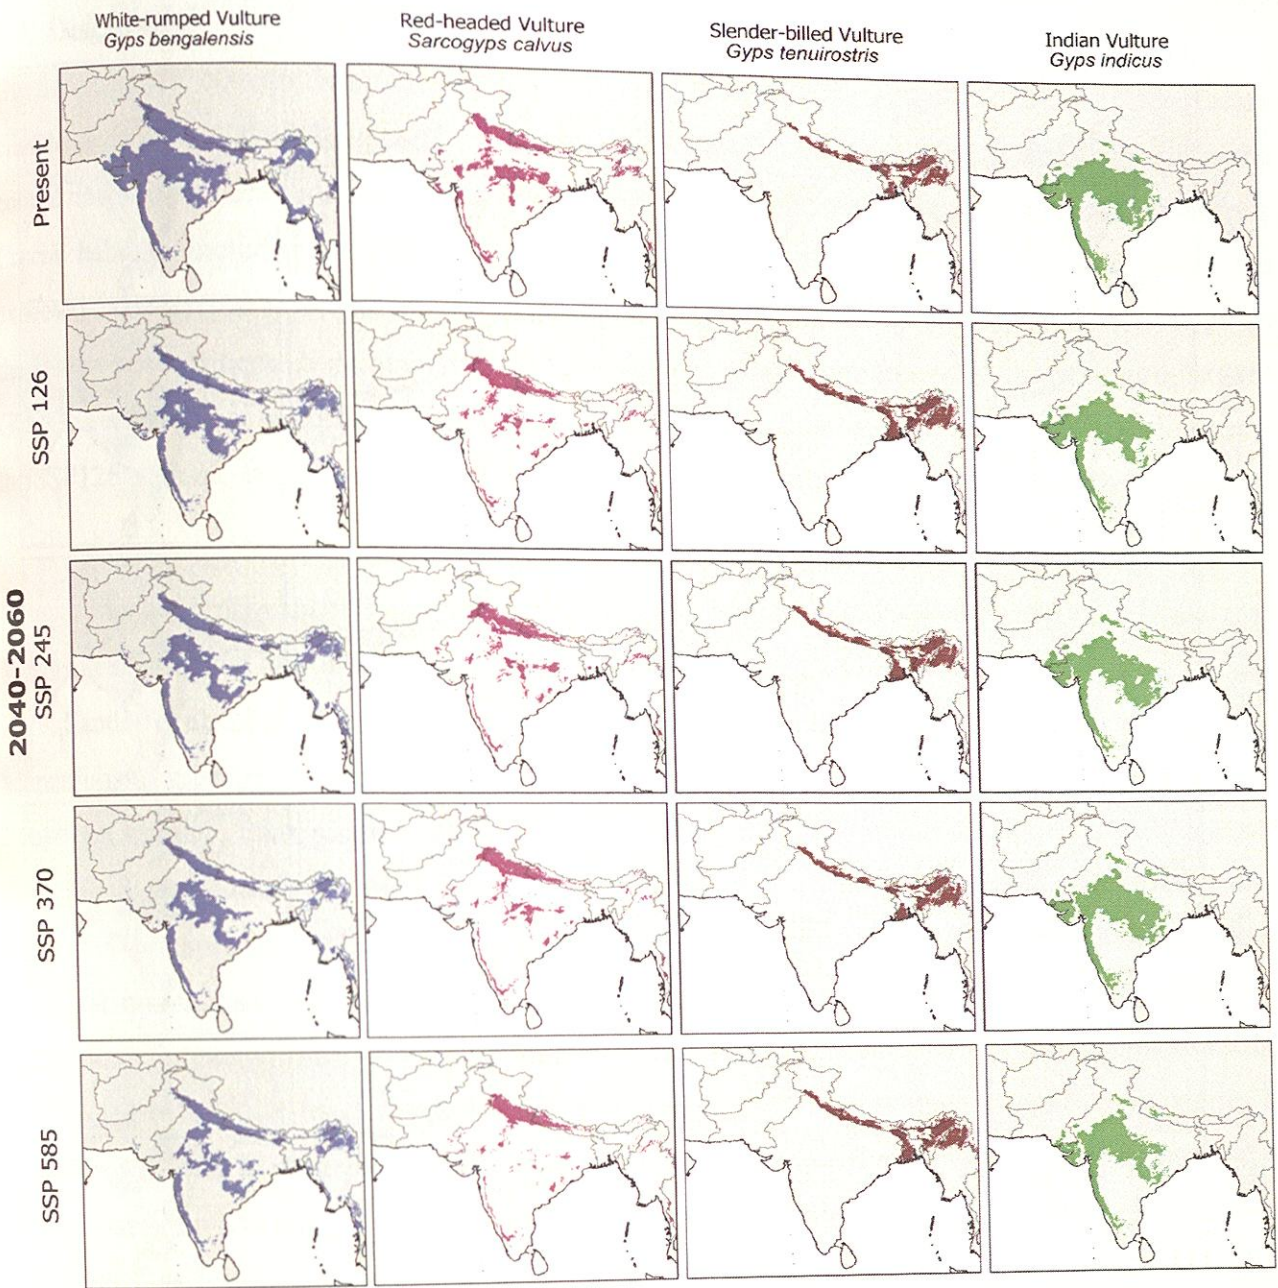 White-rumped Vulture
Gyps bengalensis
Red-headed Vulture
Sarcogyps calvus
Slender-billed Vulture
Gyps tenuirostris
Indian Vulture
Gyps indicus
Present
2040-2060
SSP 126
SSP 245
SSP 370
SSP 585